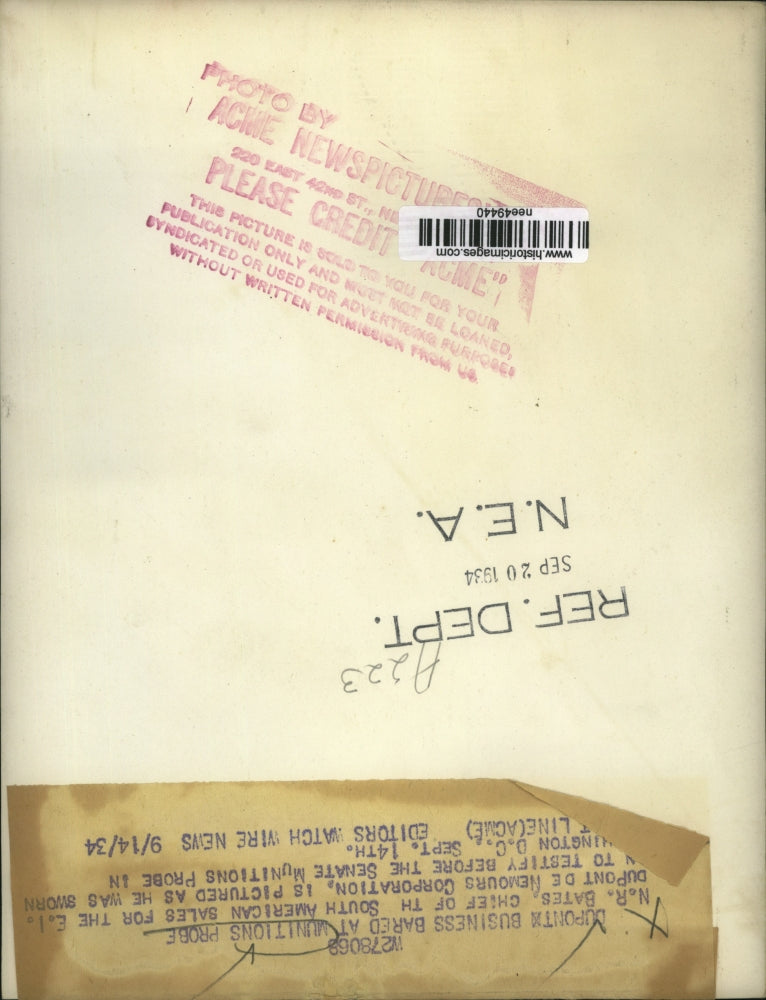 PHOTO BY
ACME NEWSPICTURES
220 EAST 42ND ST.,
PLEASE CREDIT "ACME"
THIS PICTURE IS SOLD TO YOU FOR YOUR
PUBLICATION ONLY AND MUST NOT BE LOANED,
SYNDICATED OR USED FOR ADVERTISING PURPOSES
WITHOUT WRITTEN PERMISSION FROM US.
www.historicimages.com
nee49440
N.E.A.
SEP 20 1934
REF. DEPT.
A223
W278068
DUPONT BUSINESS BARED AT MUNITIONS PROBE
N.R. BATES, CHIEF OF TH SOUTH AMERICAN SALES FOR THE E.I.
DUPONT DE NEMOURS CORPORATION, IS PICTURED AS HE WAS SWORN
N TO TESTIFY BEFORE THE SENATE MUNITIONS PROBE IN
HINGTON D.C., SEPT. 14TH.
T LINE(ACME) EDITORS WATCH WIRE NEWS 9/14/34